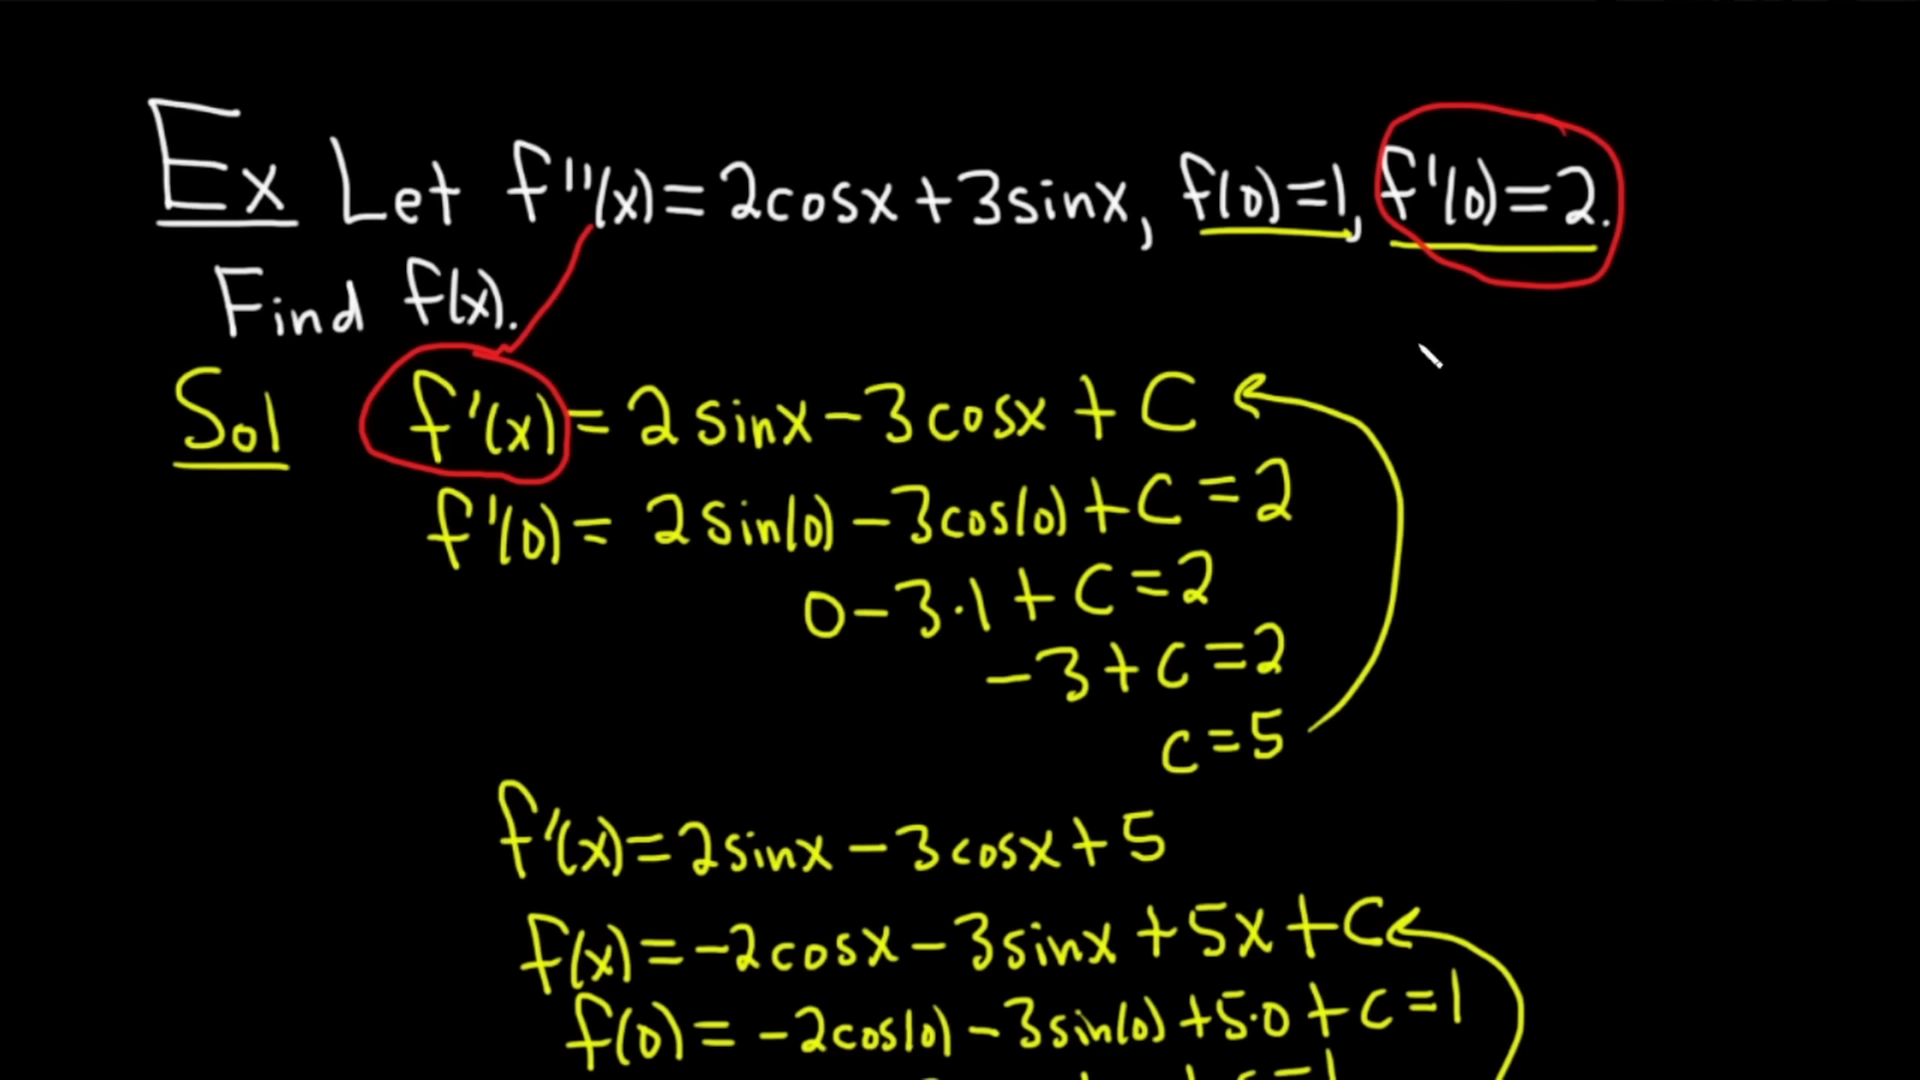 Ex Let f''(x)=2cosx+3sinx, f(0)=1, f'(0)=2.
Find f(x).
Sol f'(x)=2sinx-3cosx+C
f'(0)=2sin(0)-3cos(0)+C=2
0-3·1+C=2
-3+C=2
C=5
f'(x)=2sinx-3cosx+5
f(x)=-2cosx-3sinx+5x+C
f(0)=-2cos(0)-3sin(0)+5·0+C=1